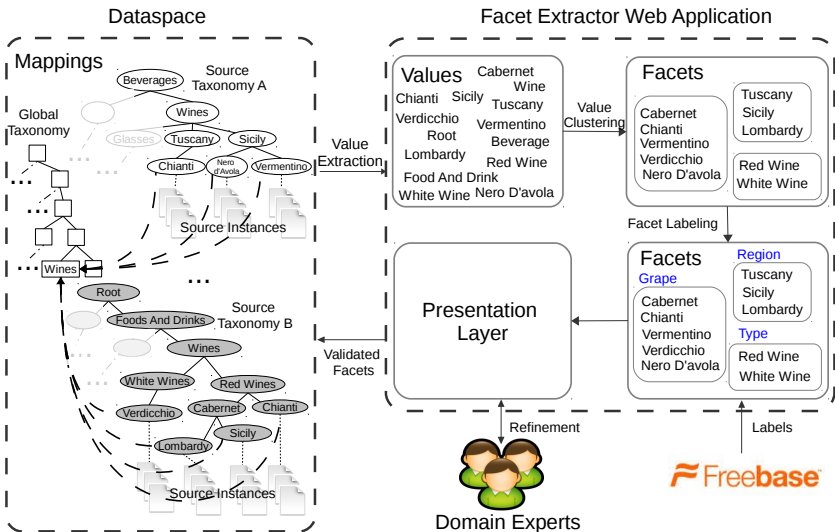 Dataspace
Facet Extractor Web Application
Mappings
Source
Taxonomy A
Beverages
Global
Taxonomy
Wines
Glasses
Tuscany
Sicily
Chianti
Nero
d'Avola
Vermentino
Source Instances
...
...
...
...
Wines
Value
Extraction
Values
Cabernet
Wine
Chianti
Sicily
Tuscany
Verdicchio
Vermentino
Root
Beverage
Lombardy
Red Wine
Food And Drink
White Wine
Nero D'avola
Value
Clustering
Facets
Cabernet
Chianti
Vermentino
Verdicchio
Nero D'avola
Tuscany
Sicily
Lombardy
Red Wine
White Wine
Facet Labeling
Facets
Grape
Cabernet
Chianti
Vermentino
Verdicchio
Nero D'avola
Region
Tuscany
Sicily
Lombardy
Type
Red Wine
White Wine
Presentation
Layer
Validated
Facets
Root
Source
Taxonomy B
Foods And Drinks
Wines
White Wines
Red Wines
Verdicchio
Cabernet
Chianti
Lombardy
Sicily
Source Instances
Refinement
Labels
Domain Experts
Freebase